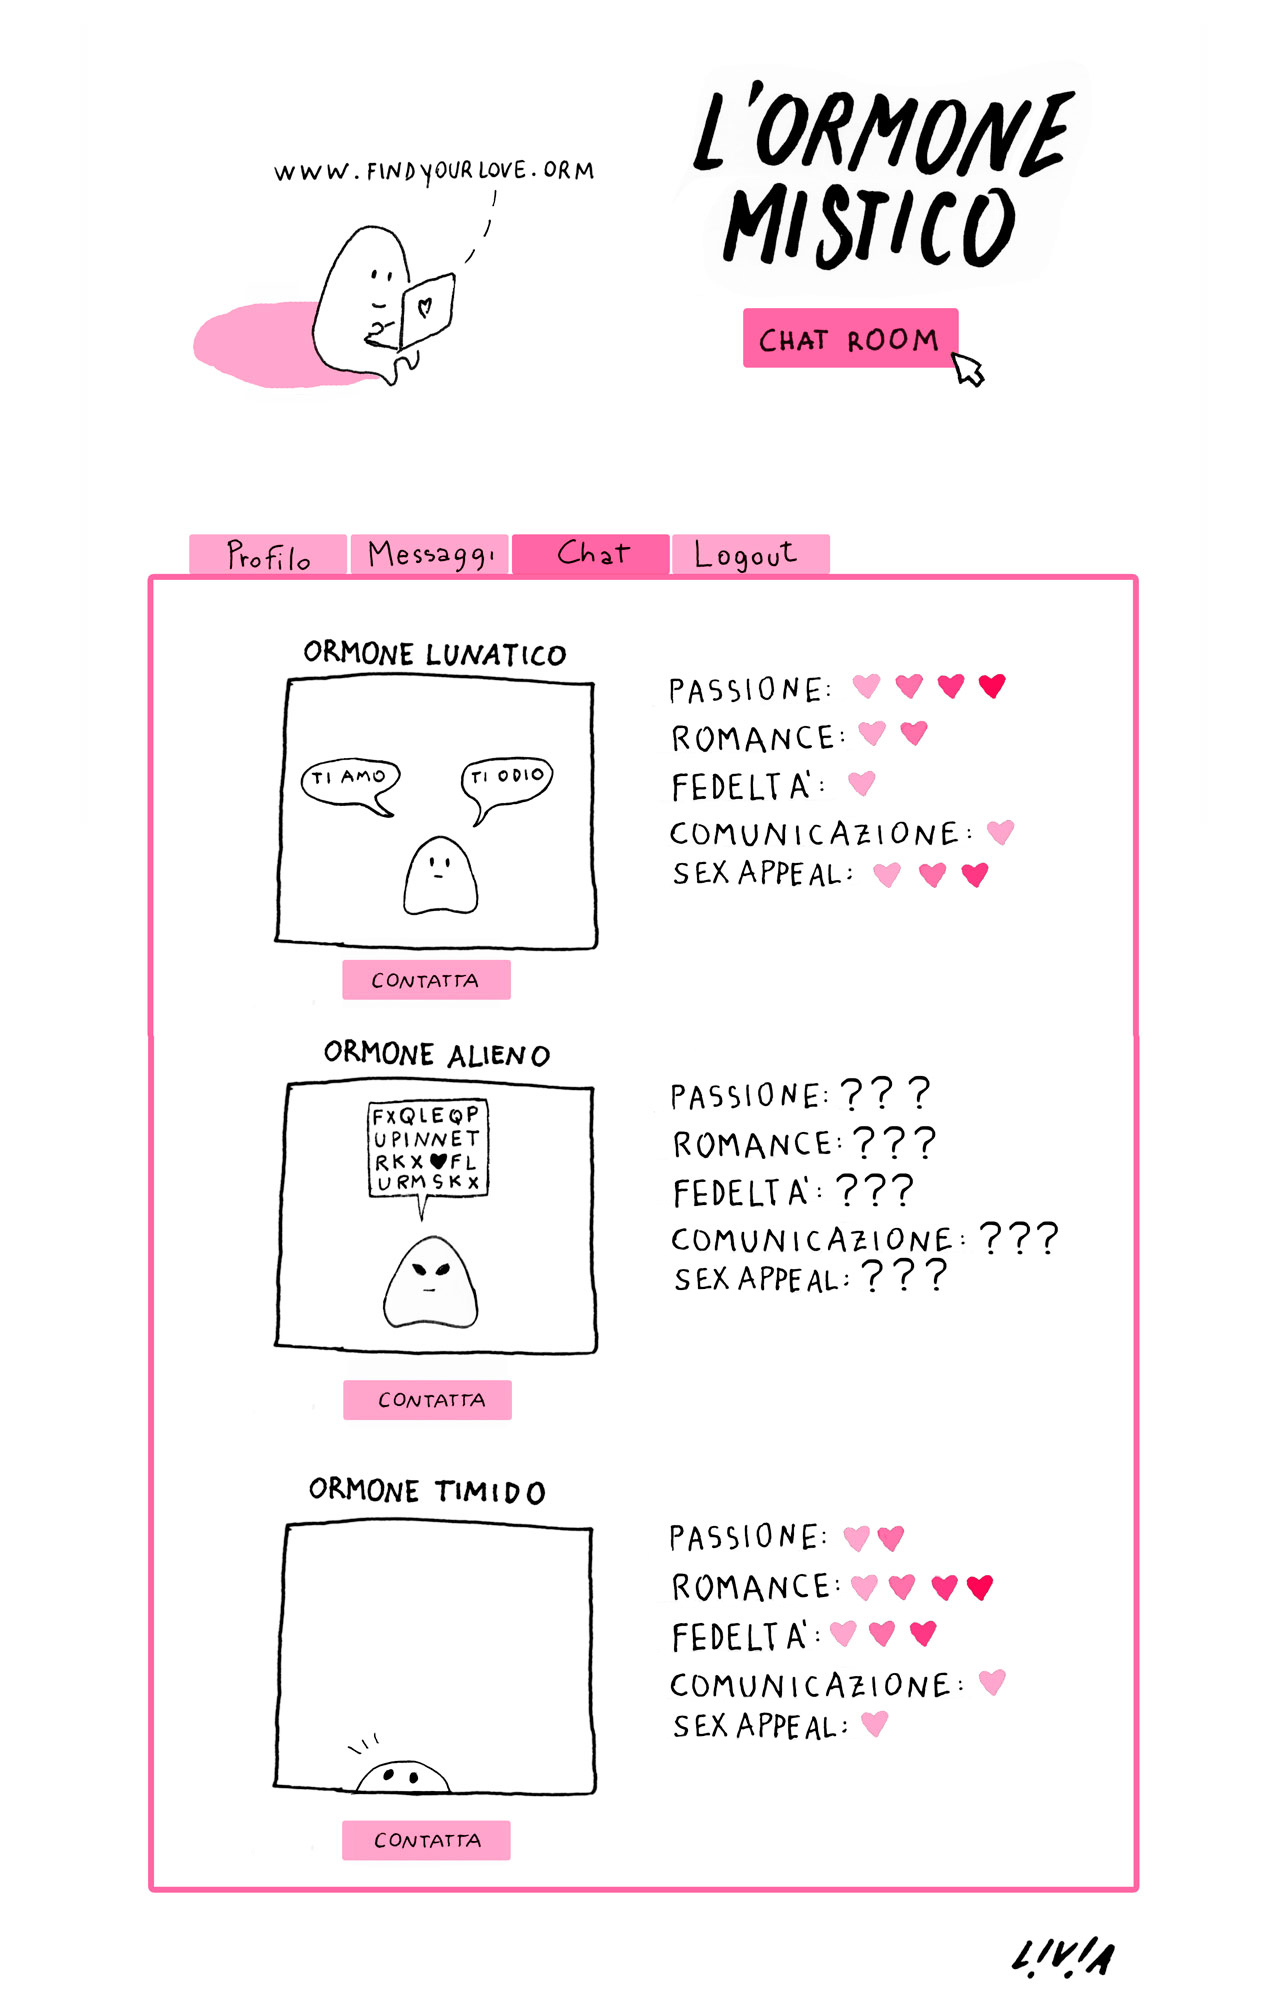 WWW.FINDYOURLOVE.ORM
L'ORMONE
MISTICO
CHAT ROOM
Profilo
Messaggi
Chat
Logout
ORMONE LUNATICO
TI AMO
TI ODIO
PASSIONE:
ROMANCE:
FEDELTA':
COMUNICAZIONE:
SEX APPEAL:
CONTATTA
ORMONE ALIENO
FXQLEQP
UPINNET
RKX♥FL
URMSKX
PASSIONE: ???
ROMANCE: ???
FEDELTA': ???
COMUNICAZIONE: ???
SEX APPEAL: ???
CONTATTA
ORMONE TIMIDO
PASSIONE:
ROMANCE:
FEDELTA':
COMUNICAZIONE:
SEX APPEAL:
CONTATTA
LIVIA